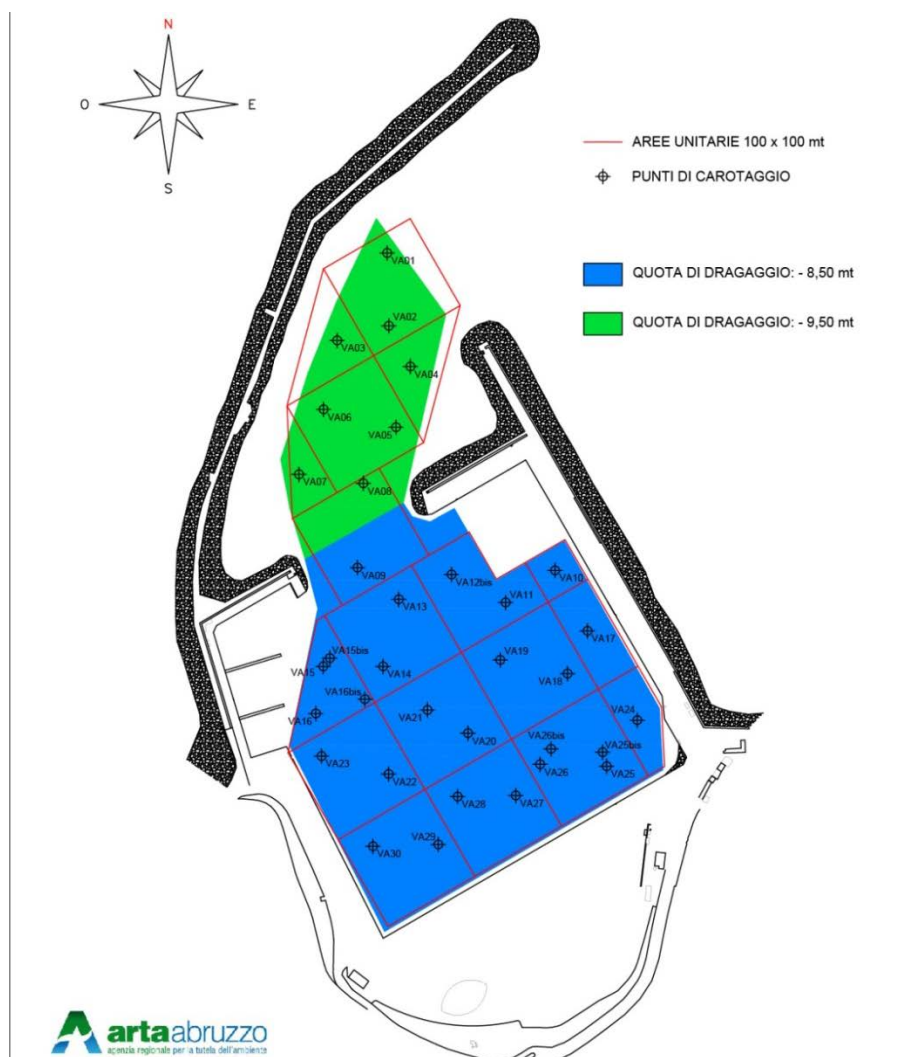 N
O
E
S
AREE UNITARIE 100 x 100 mt
PUNTI DI CAROTAGGIO
QUOTA DI DRAGAGGIO: - 8,50 mt
QUOTA DI DRAGAGGIO: - 9,50 mt
VA01
VA02
VA03
VA04
VA06
VA05
VA07
VA08
VA09
VA12bis
VA10
VA11
VA13
VA17
VA15bis
VA15
VA14
VA19
VA18
VA16bis
VA16
VA21
VA24
VA20
VA26bis
VA25bis
VA23
VA26
VA25
VA22
VA28
VA27
VA29
VA30
artaabruzzo
agenzia regionale per la tutela dell'ambiente